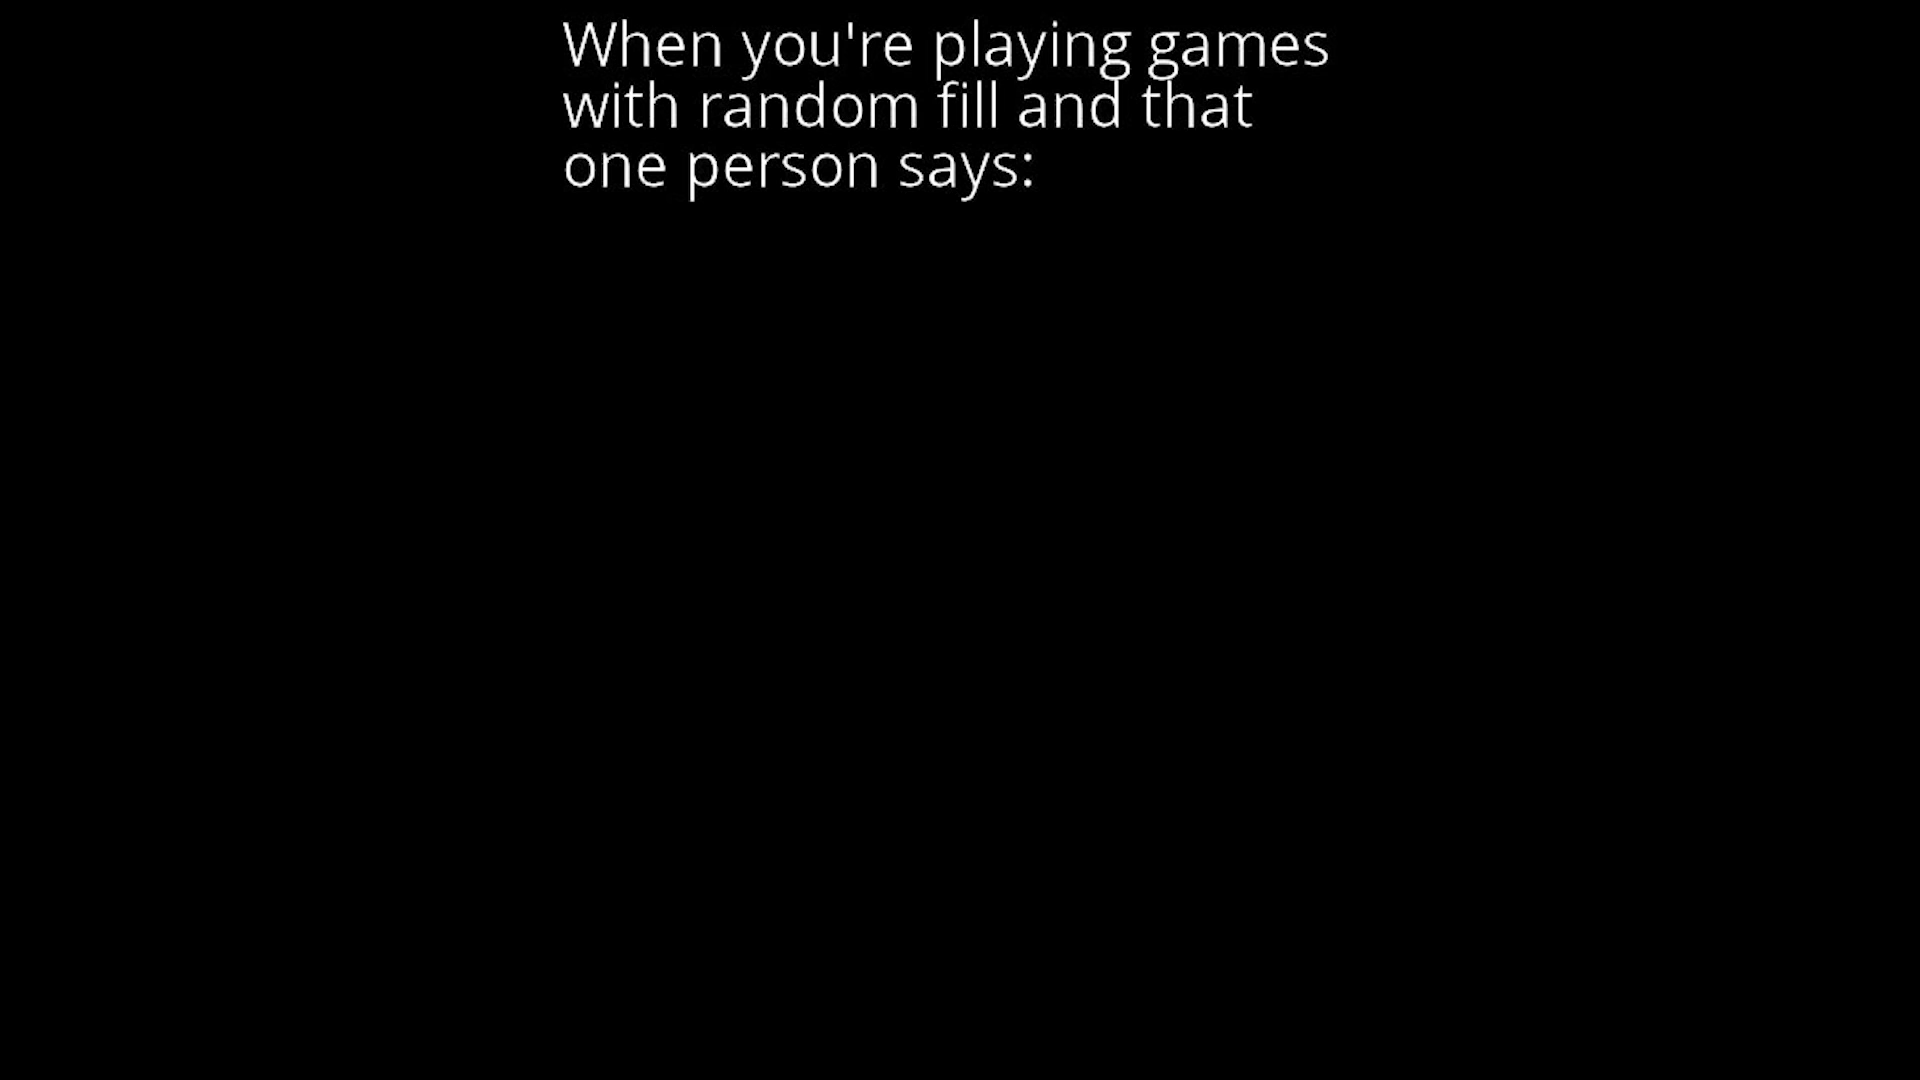 When you're playing games
with random fill and that
one person says: